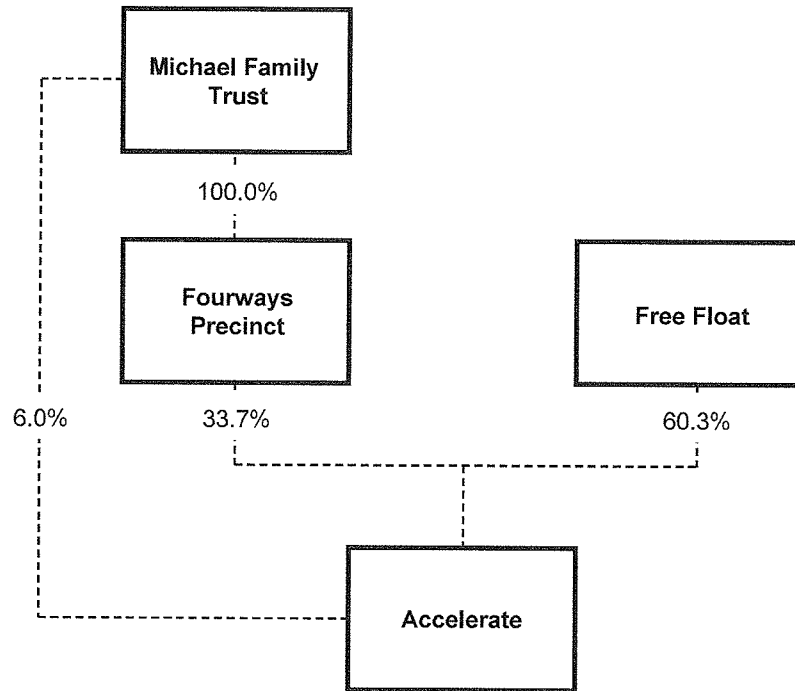 Michael Family
Trust
100.0%
Fourways
Precinct
Free Float
6.0%
33.7%
60.3%
Accelerate